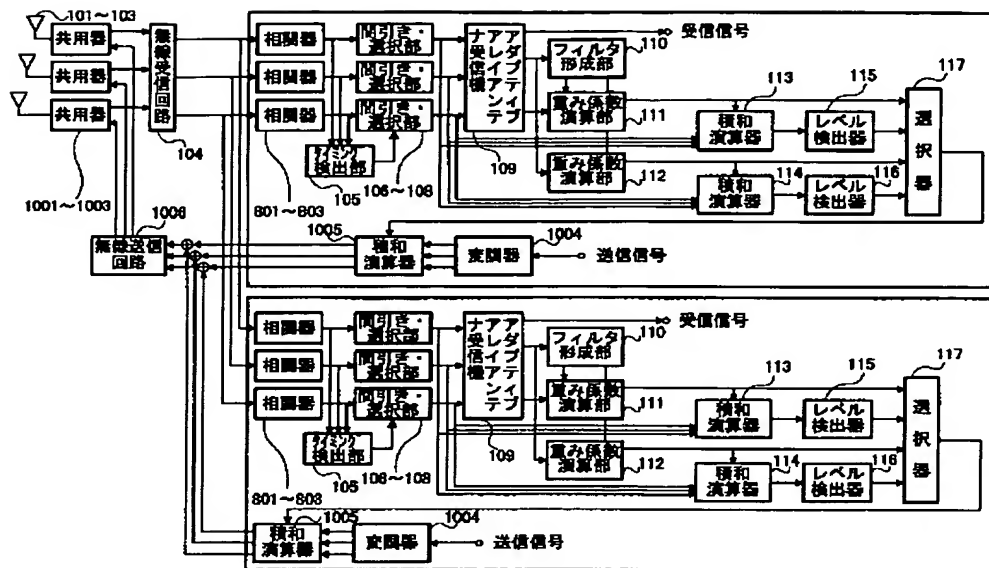 101～103
共用器
共用器
共用器
無線受信回路
104
1001～1003
1006
無線送信回路
相関器
相関器
相関器
801～803
間引き・選択部
間引き・選択部
間引き・選択部
タイミング検出部
105
106～108
アダプティブアレイアンテナ受信機
109
受信信号
フィルタ形成部
110
重み係数演算部
111
重み係数演算部
112
113
積和演算器
115
レベル検出器
積和演算器
114
レベル検出器
116
117
選択器
1005
積和演算器
1004
変調器
送信信号
相関器
相関器
相関器
801～803
間引き・選択部
間引き・選択部
間引き・選択部
タイミング検出部
105
106～108
アダプティブアレイアンテナ受信機
109
受信信号
フィルタ形成部
110
重み係数演算部
111
重み係数演算部
112
113
積和演算器
115
レベル検出器
積和演算器
114
レベル検出器
116
117
選択器
1005
積和演算器
1004
変調器
送信信号